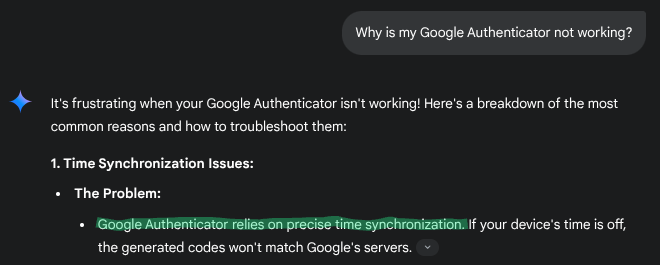 Why is my Google Authenticator not working?
It's frustrating when your Google Authenticator isn't working! Here's a breakdown of the most
common reasons and how to troubleshoot them:
1. Time Synchronization Issues:
• The Problem:
• Google Authenticator relies on precise time synchronization. If your device's time is off,
the generated codes won't match Google's servers.